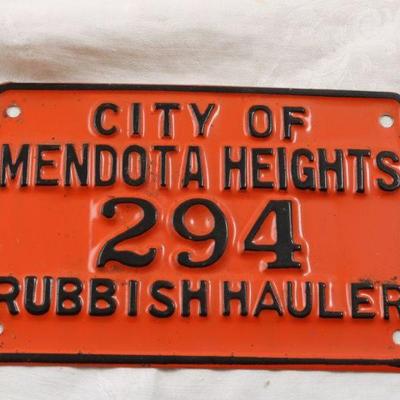 CITY OF
MENDOTA HEIGHTS
294
RUBBISH HAULER